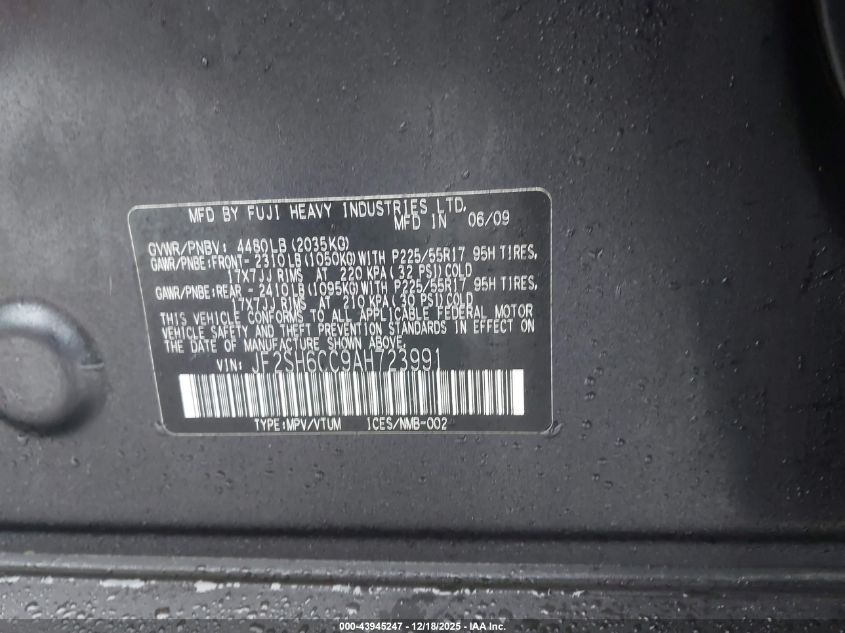 MFD BY FUJI HEAVY INDUSTRIES LTD.
MFD IN 06/09
GVWR/PNBV: 4480LB(2035KG)
GAWR/PNBE:FRONT- 2310LB(1050KG)WITH P225/55R17 95H TIRES,
17X7JJ RIMS AT 220 KPA(32 PSI)COLD
GAWR/PNBE:REAR - 2410LB(1095KG)WITH P225/55R17 95H TIRES,
17X7JJ RIMS AT 210 KPA(30 PSI)COLD
THIS VEHICLE CONFORMS TO ALL APPLICABLE FEDERAL MOTOR
VEHICLE SAFETY AND THEFT PREVENTION STANDARDS IN EFFECT ON
THE DATE OF MANUFACTURE SHOWN ABOVE.
VIN: JF2SH6CC9AH723991
TYPE:MPV/VTUM ICES/NMB-002
000-43945247 - 12/18/2025 - IAA Inc.